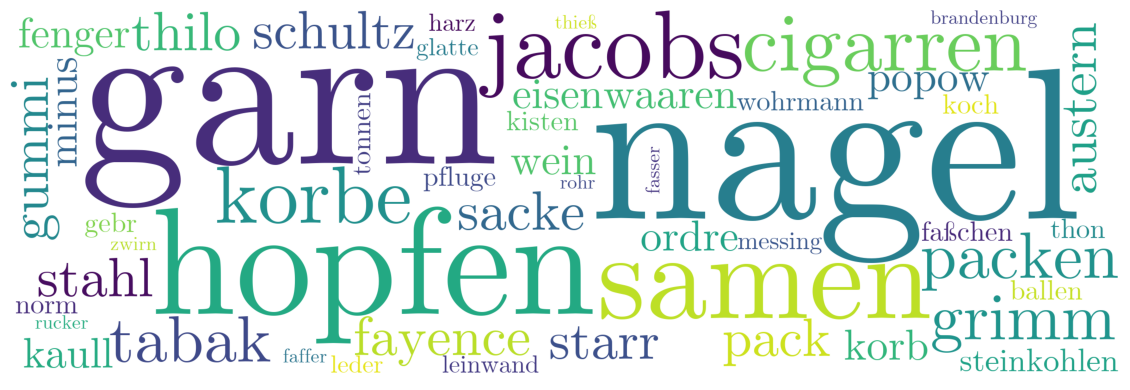 fenger thilo schultz harz thieß jacobs cigarren brandenburg
glatte popow austern
gummi minus garn tonnen eisenwaaren wohrmann koch nagel
kisten
wein rohr fasser
korbe pfluge
gebr sacke ordre faßchen thon
zwirn messing
hopfen samen packen
stahl ballen
norm grimm
rucker tabak fayence starr pack korb
kaull faffer leder leinwand steinkohlen